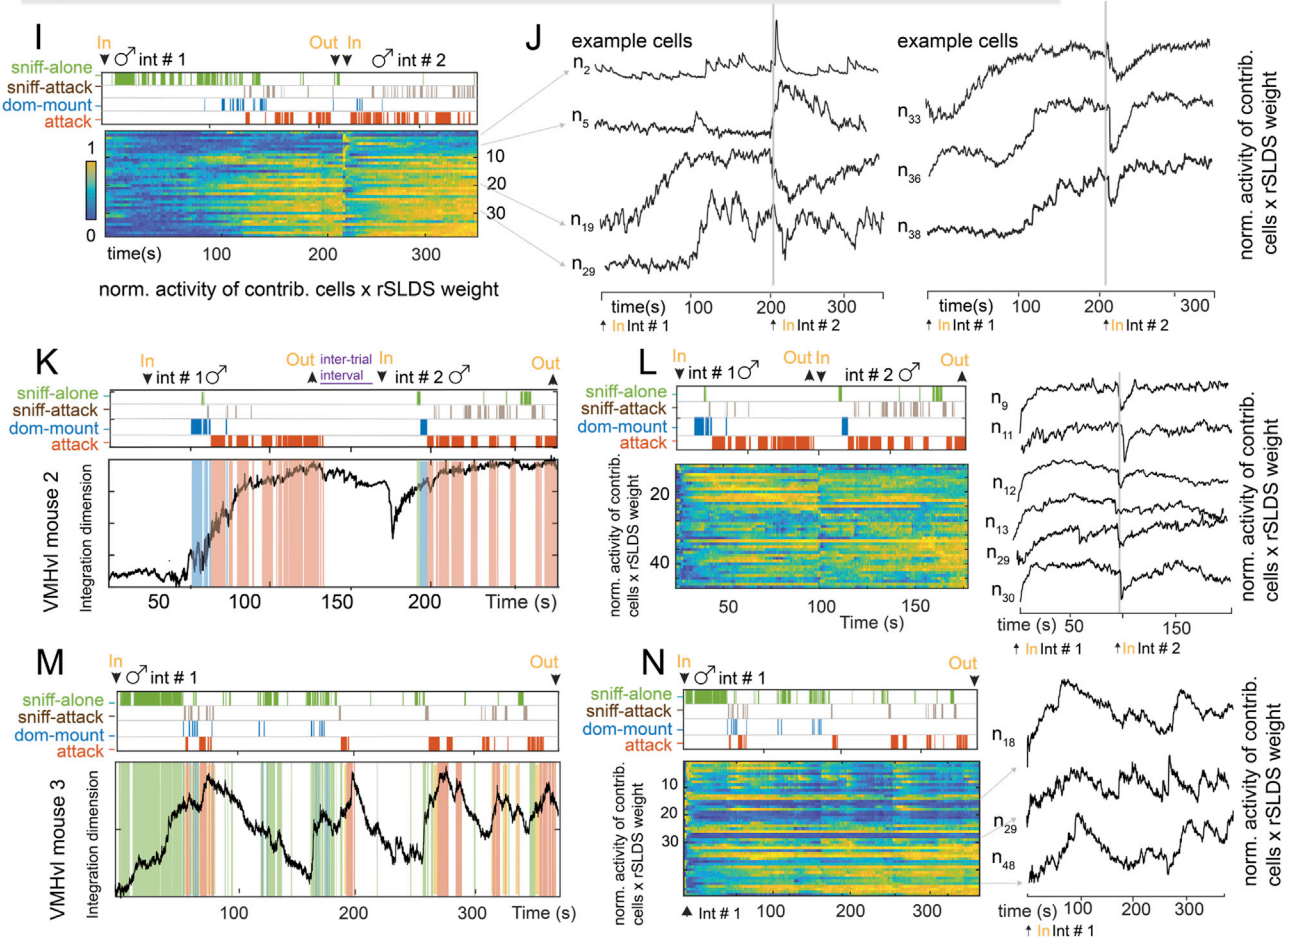 I
In
♂ int # 1
Out
In
♂ int # 2
sniff-alone
sniff-attack
dom-mount
attack
1
0
10
20
30
time(s)
100
200
300
norm. activity of contrib. cells x rSLDS weight
J
example cells
n2
n5
n19
n29
time(s)
100
200
300
In Int # 1
In Int # 2
example cells
n33
n36
n38
time(s)
100
200
300
In Int # 1
In Int # 2
norm. activity of contrib.
cells x rSLDS weight
K
In
int # 1♂
Out
inter-trial
interval
In
int # 2 ♂
Out
sniff-alone
sniff-attack
dom-mount
attack
VMHvl mouse 2
Integration dimension
50
100
150
200
Time (s)
L
In
int # 1♂
Out
In
int # 2 ♂
Out
sniff-alone
sniff-attack
dom-mount
attack
norm. activity of contrib.
cells x rSLDS weight
20
40
50
100
150
Time (s)
n9
n11
n12
n13
n29
n30
time (s)
50
100
150
In Int # 1
In Int # 2
norm. activity of contrib.
cells x rSLDS weight
M
In
♂ int # 1
Out
sniff-alone
sniff-attack
dom-mount
attack
VMHvl mouse 3
Integration dimension
100
200
300
Time (s)
N
In
♂ int # 1
Out
sniff-alone
sniff-attack
dom-mount
attack
norm. activity of contrib.
cells x rSLDS weight
10
20
30
Int # 1
100
200
300
n18
n29
n48
time (s)
100
200
300
In Int # 1
norm. activity of contrib.
cells x rSLDS weight